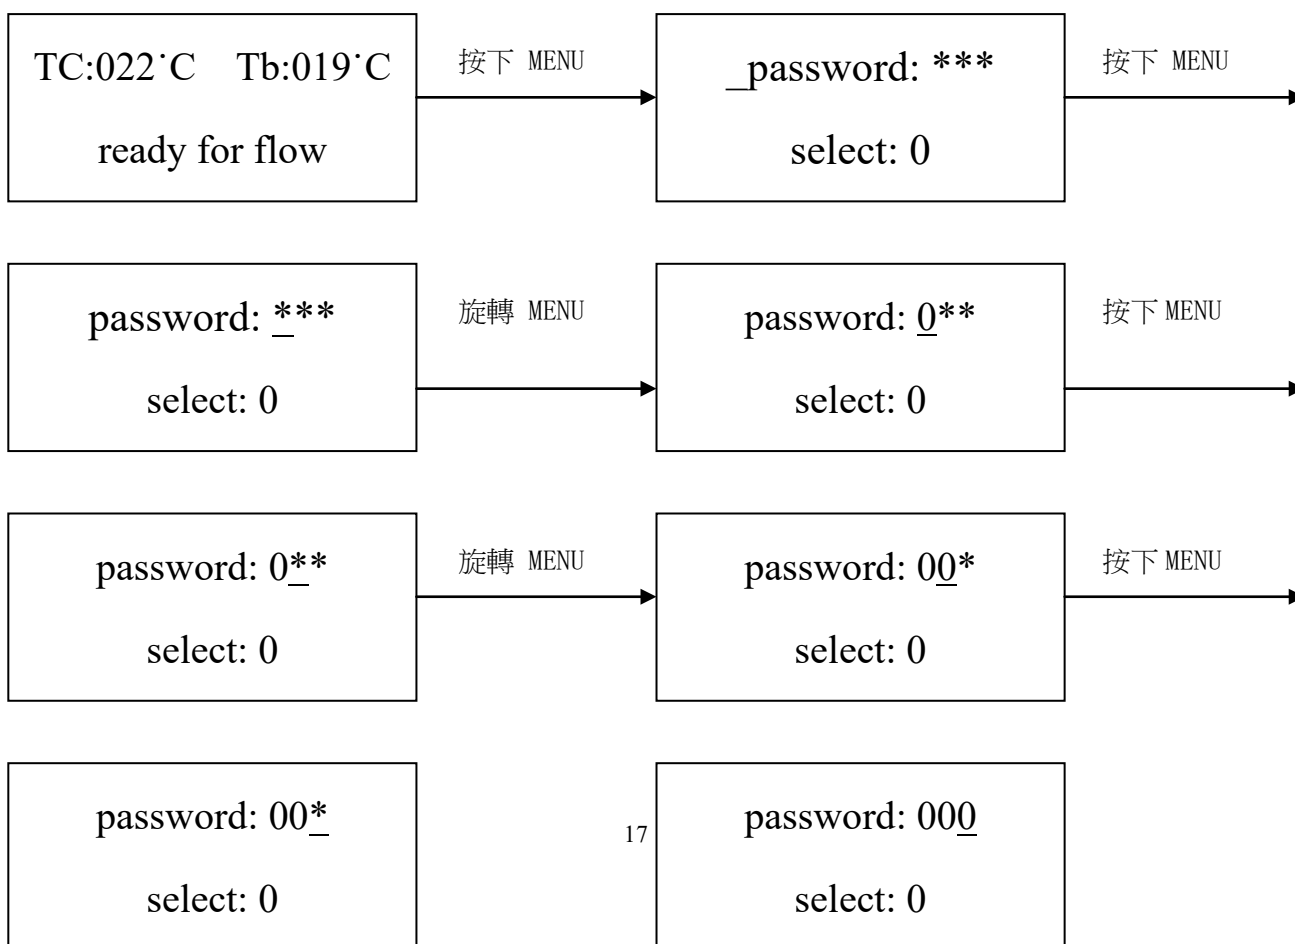 TC:022˙C Tb:019˙C
ready for flow
按下 MENU
_password: ***
select: 0
按下 MENU
password: ***
select: 0
旋轉 MENU
password: 0**
select: 0
按下 MENU
password: 0**
select: 0
旋轉 MENU
password: 00*
select: 0
按下 MENU
password: 00*
select: 0
17
password: 000
select: 0